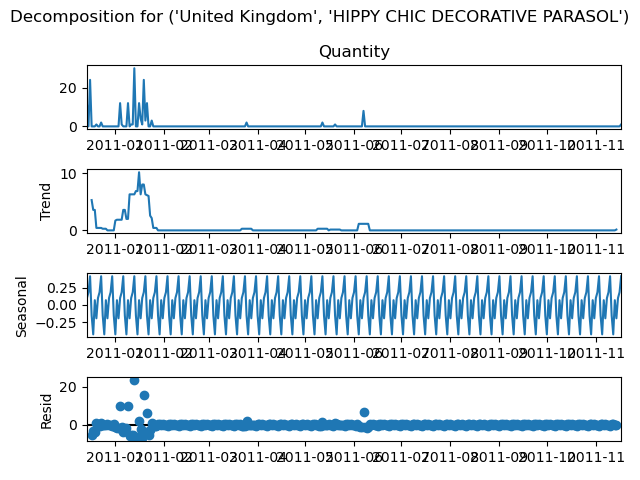 Decomposition for ('United Kingdom', 'HIPPY CHIC DECORATIVE PARASOL')
Quantity
20
0
2011-01 2011-02 2011-03 2011-04 2011-05 2011-06 2011-07 2011-08 2011-09 2011-10 2011-11
Trend
10
0
2011-01 2011-02 2011-03 2011-04 2011-05 2011-06 2011-07 2011-08 2011-09 2011-10 2011-11
Seasonal
0.25
0.00
−0.25
2011-01 2011-02 2011-03 2011-04 2011-05 2011-06 2011-07 2011-08 2011-09 2011-10 2011-11
Resid
20
0
2011-01 2011-02 2011-03 2011-04 2011-05 2011-06 2011-07 2011-08 2011-09 2011-10 2011-11